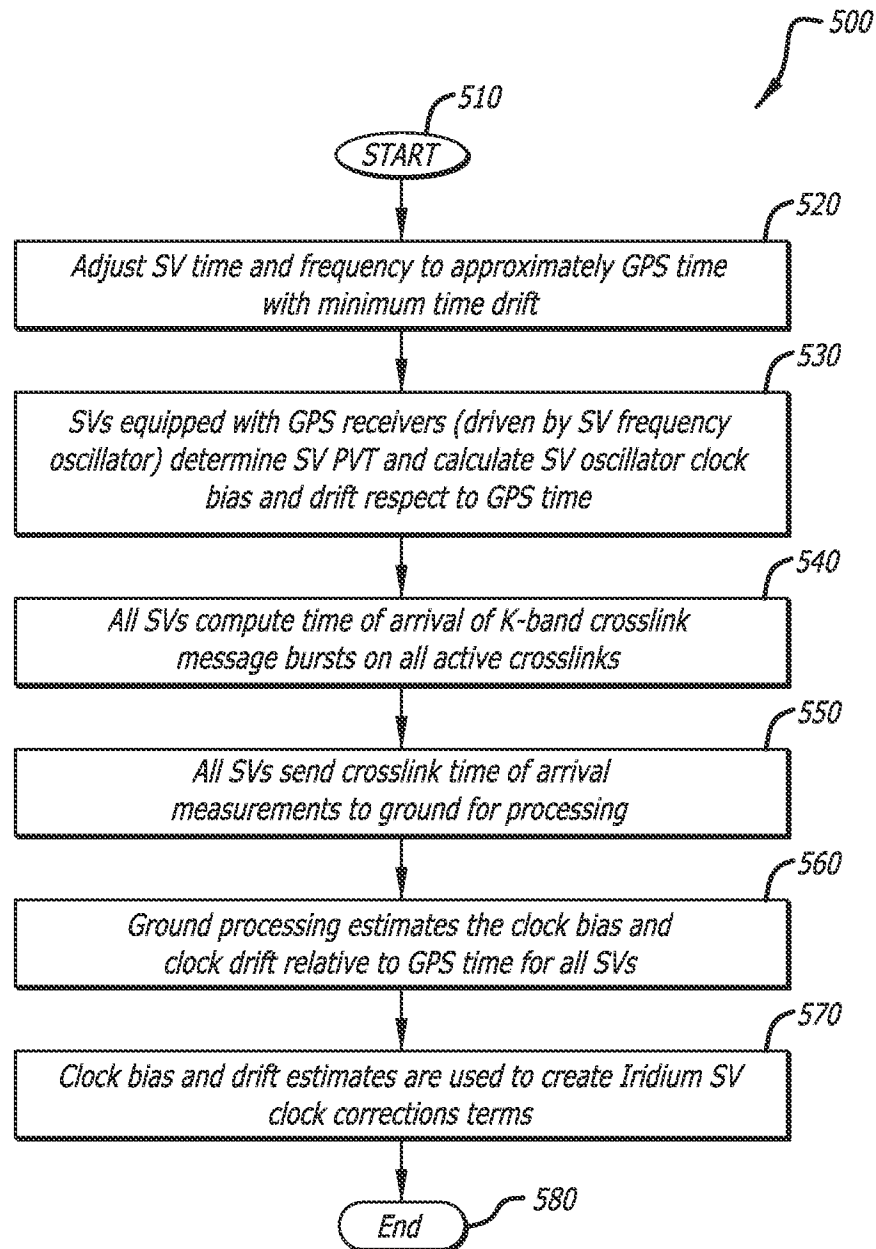 500
510
START
520
Adjust SV time and frequency to approximately GPS time
with minimum time drift
530
SVs equipped with GPS receivers (driven by SV frequency
oscillator) determine SV PVT and calculate SV oscillator clock
bias and drift respect to GPS time
540
All SVs compute time of arrival of K-band crosslink
message bursts on all active crosslinks
550
All SVs send crosslink time of arrival
measurements to ground for processing
560
Ground processing estimates the clock bias and
clock drift relative to GPS time for all SVs
570
Clock bias and drift estimates are used to create Iridium SV
clock corrections terms
End
580